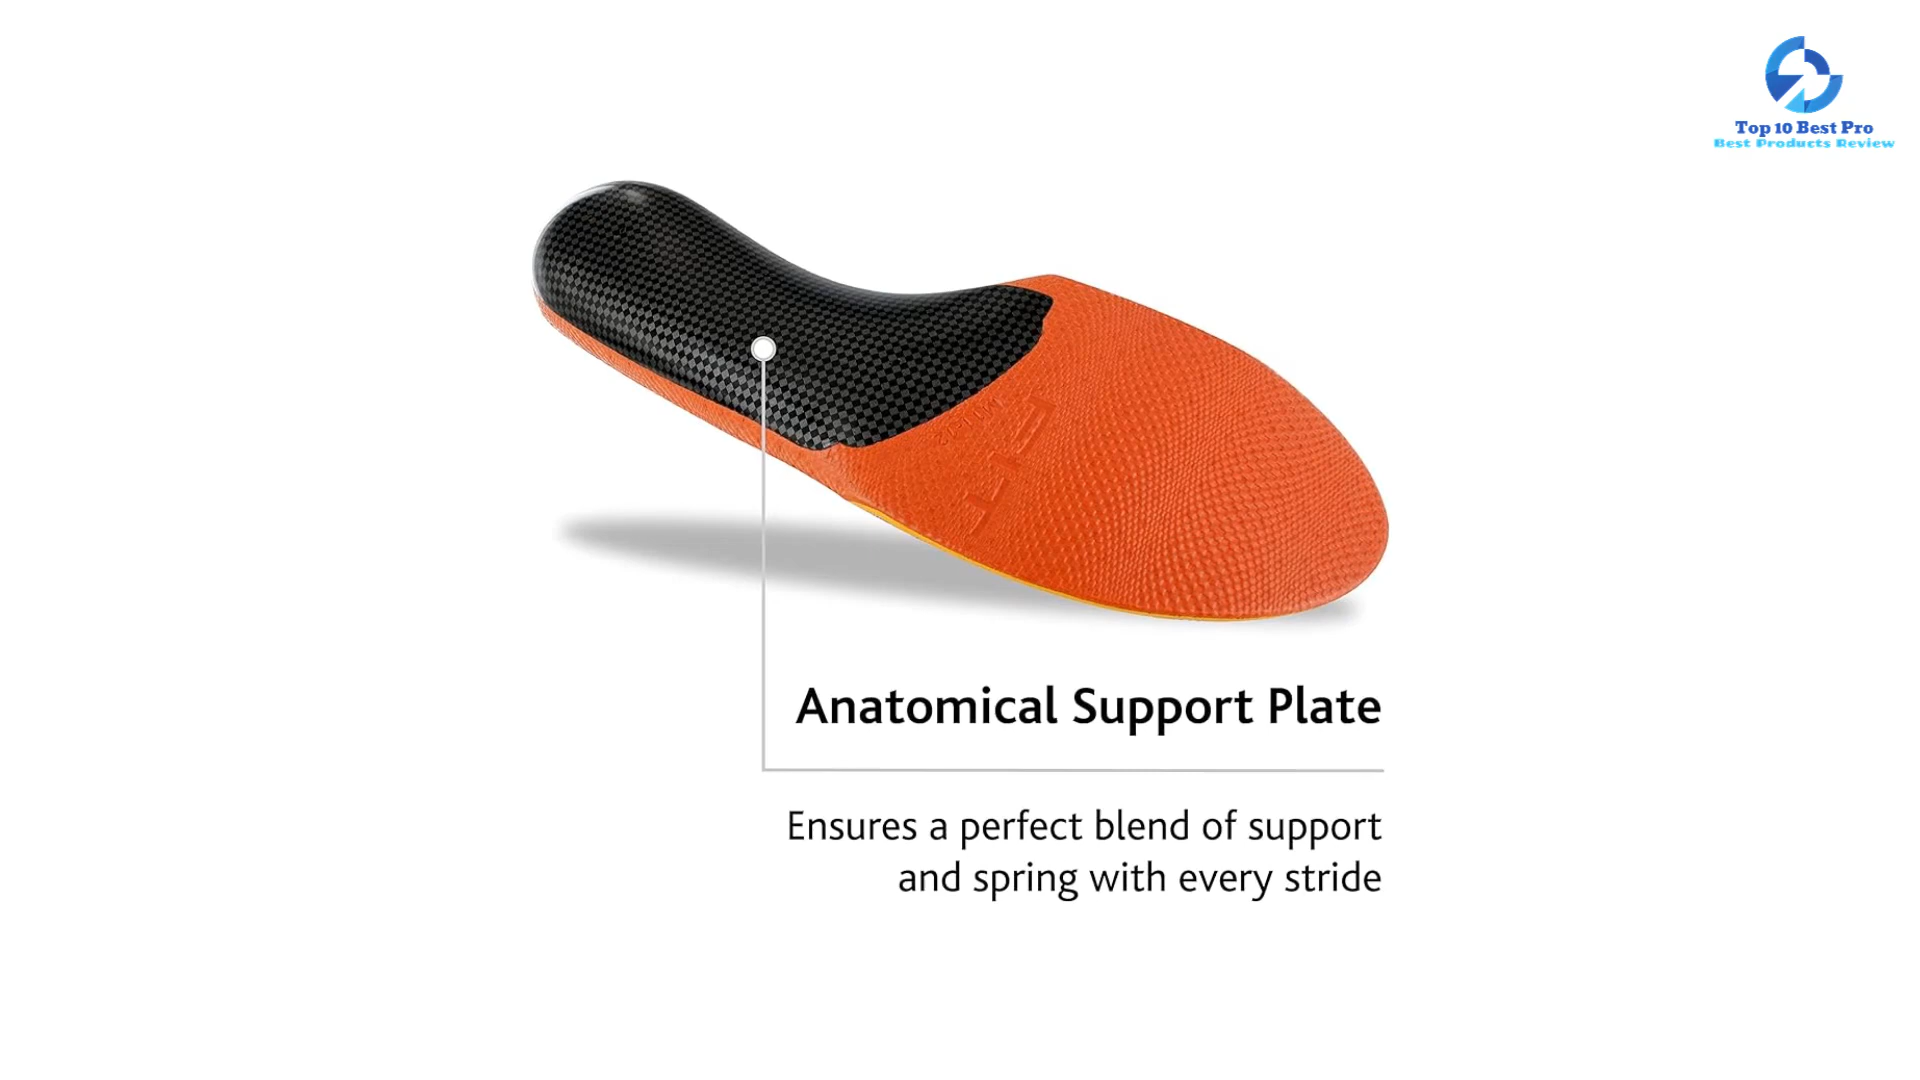 Top 10 Best Pro
Best Products Review
Anatomical Support Plate
Ensures a perfect blend of support
and spring with every stride